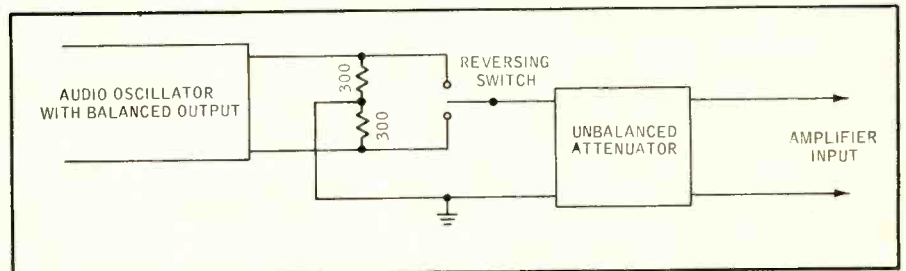 AUDIO OSCILLATOR
WITH BALANCED OUTPUT
300
300
REVERSING
SWITCH
UNBALANCED
ATTENUATOR
AMPLIFIER
INPUT